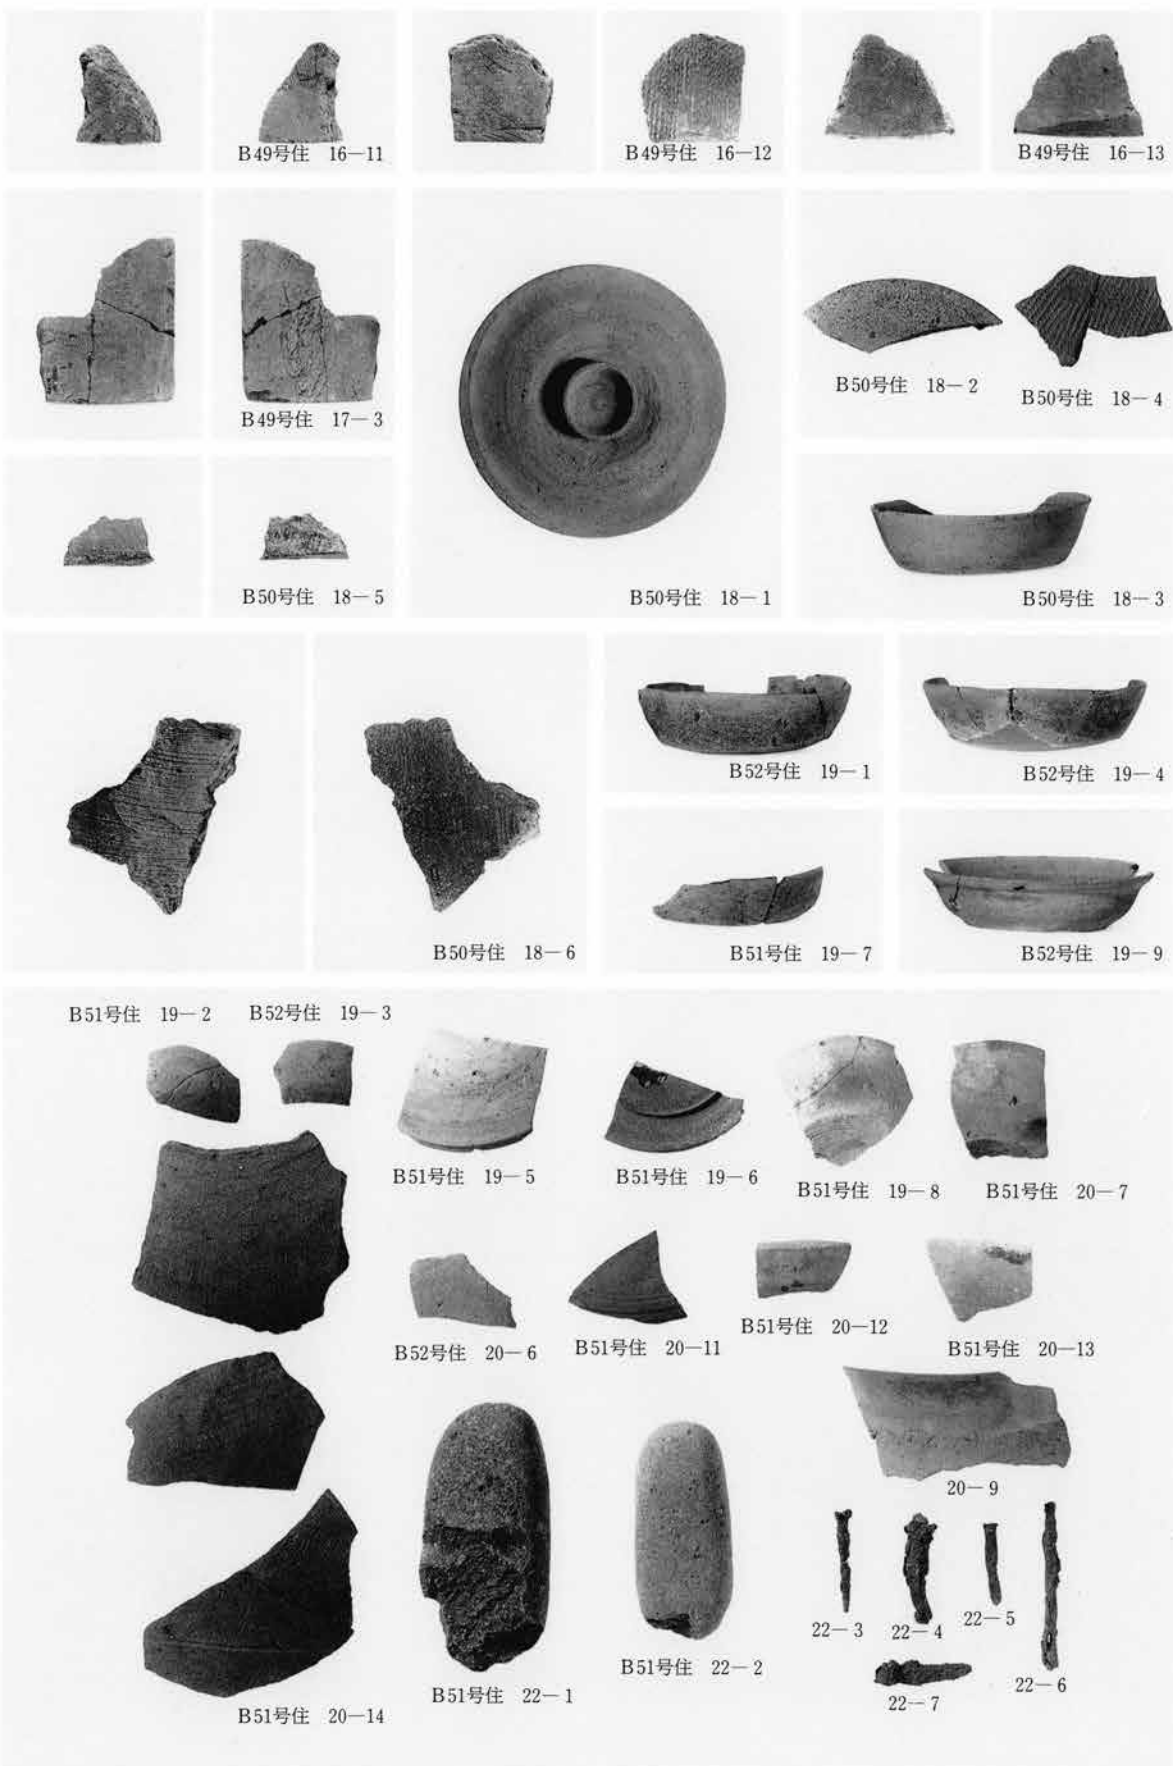 B49号住 16—11
B49号住 16—12
B49号住 16—13
B49号住 17—3
B50号住 18—2
B50号住 18—4
B50号住 18—5
B50号住 18—1
B50号住 18—3
B52号住 19—1
B52号住 19—4
B50号住 18—6
B51号住 19—7
B52号住 19—9
B51号住 19—2
B52号住 19—3
B51号住 19—5
B51号住 19—6
B51号住 19—8
B51号住 20—7
B52号住 20—6
B51号住 20—11
B51号住 20—12
B51号住 20—13
20—9
22—3
22—4
22—5
22—6
22—7
B51号住 22—2
B51号住 22—1
B51号住 20—14